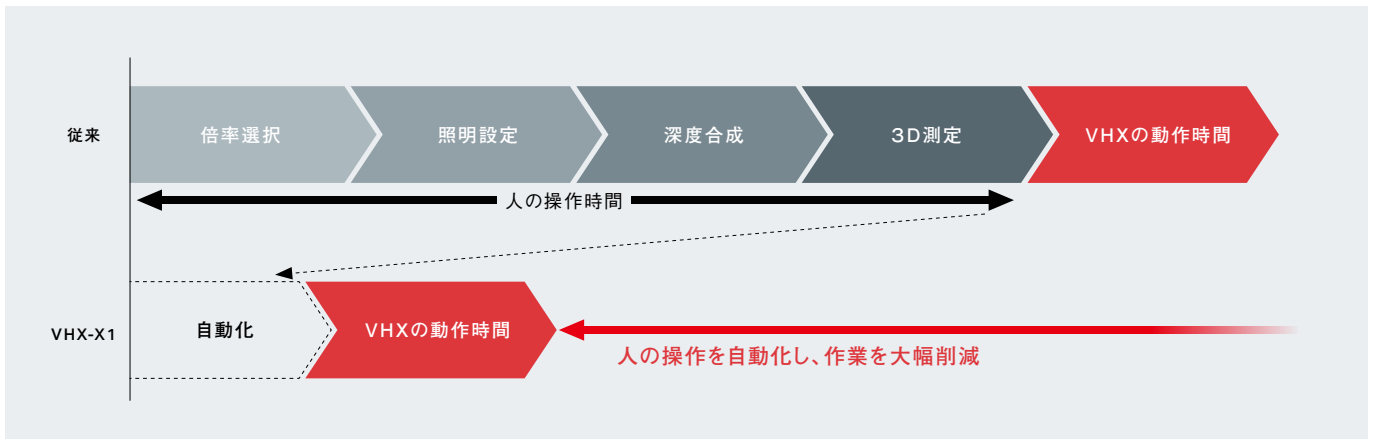 従来
倍率選択
照明設定
深度合成
3D測定
VHXの動作時間
人の操作時間
VHX-X1
自動化
VHXの動作時間
人の操作を自動化し、作業を大幅削減